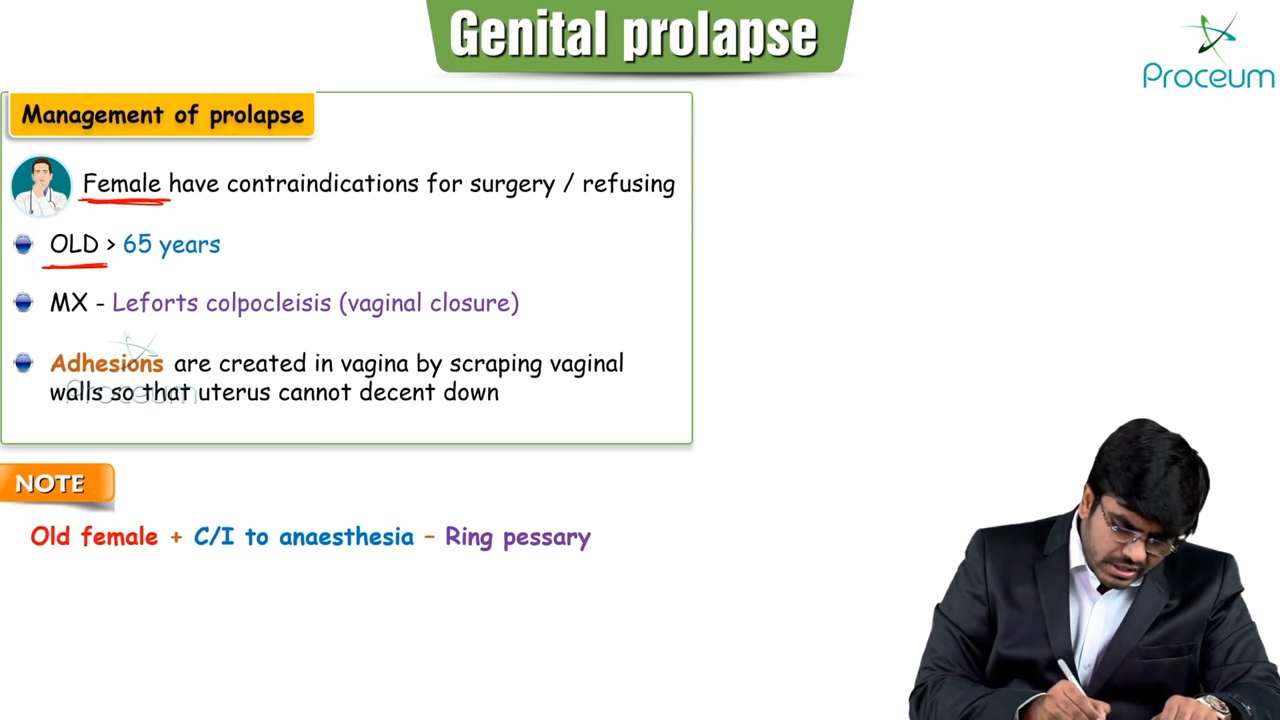 Genital prolapse
Proceum
Management of prolapse
Female have contraindications for surgery / refusing
OLD > 65 years
MX - Leforts colpocleisis (vaginal closure)
Adhesions are created in vagina by scraping vaginal
walls so that uterus cannot decent down
Proceum
NOTE
Old female + C/I to anaesthesia - Ring pessary